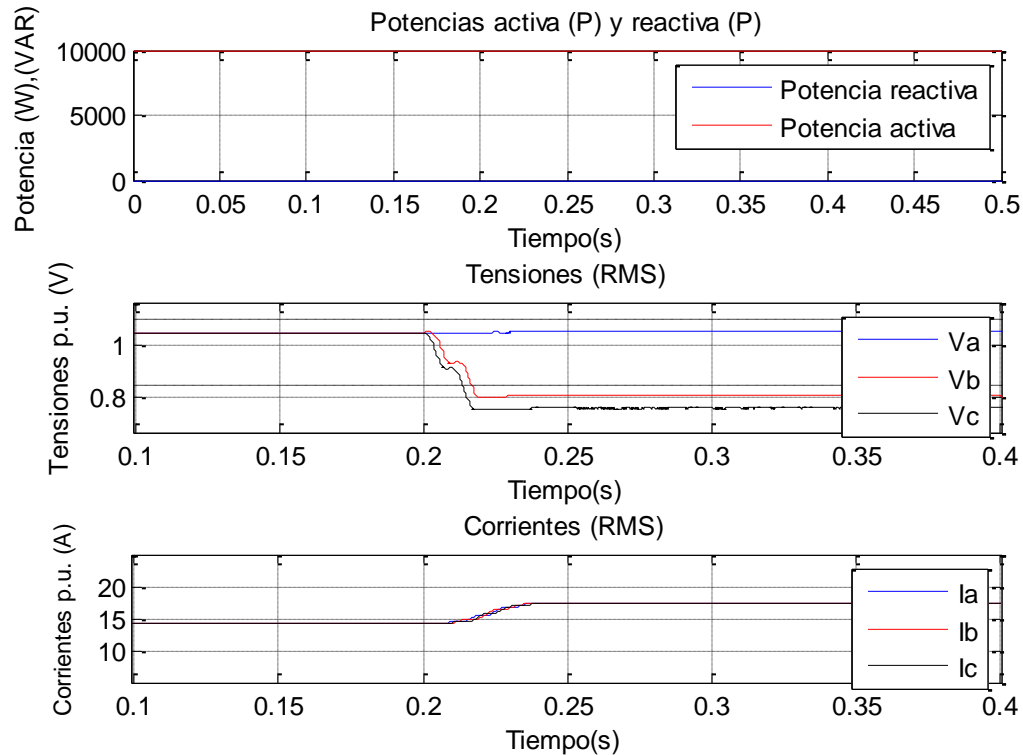 Potencias activa (P) y reactiva (P)
Potencia (W),(VAR)
10000
5000
0
Potencia reactiva
Potencia activa
0 0.05 0.1 0.15 0.2 0.25 0.3 0.35 0.4 0.45 0.5
Tiempo(s)
Tensiones (RMS)
Tensiones p.u. (V)
1
0.8
Va
Vb
Vc
0.1 0.15 0.2 0.25 0.3 0.35 0.4
Tiempo(s)
Corrientes (RMS)
Corrientes p.u. (A)
20
15
10
Ia
Ib
Ic
0.1 0.15 0.2 0.25 0.3 0.35 0.4
Tiempo(s)